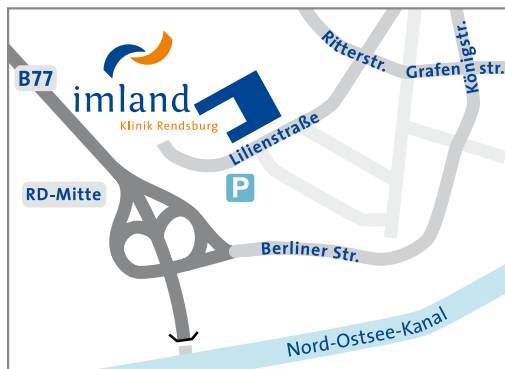 Ritterstr.
Grafen str.
Königstr.
B77
imland
Klinik Rendsburg
Lilienstraße
P
RD-Mitte
Berliner Str.
Nord-Ostsee-Kanal